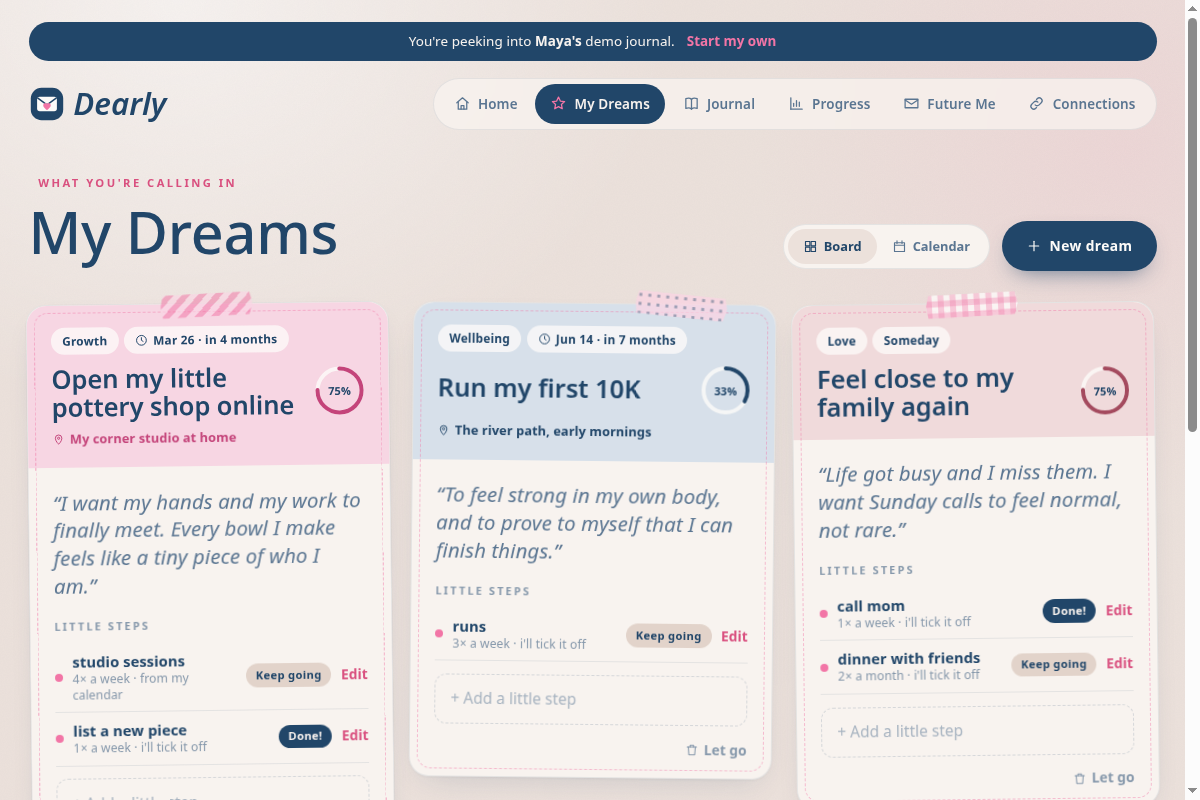 You're peeking into Maya's demo journal. Start my own
Dearly
Home
My Dreams
Journal
Progress
Future Me
Connections
WHAT YOU'RE CALLING IN
My Dreams
Board
Calendar
+ New dream
Growth
Mar 26 · in 4 months
Open my little
pottery shop online
75%
My corner studio at home
“I want my hands and my work to
finally meet. Every bowl I make
feels like a tiny piece of who I
am.”
LITTLE STEPS
studio sessions
4× a week · from my
calendar
Keep going
Edit
list a new piece
1× a week · i'll tick it off
Done!
Edit
+ Add a little step
Wellbeing
Jun 14 · in 7 months
Run my first 10K
33%
The river path, early mornings
“To feel strong in my own body,
and to prove to myself that I can
finish things.”
LITTLE STEPS
runs
3× a week · i'll tick it off
Keep going
Edit
+ Add a little step
Let go
Love
Someday
Feel close to my
family again
75%
“Life got busy and I miss them. I
want Sunday calls to feel normal,
not rare.”
LITTLE STEPS
call mom
1× a week · i'll tick it off
Done!
Edit
dinner with friends
2× a month · i'll tick it off
Keep going
Edit
+ Add a little step
Let go